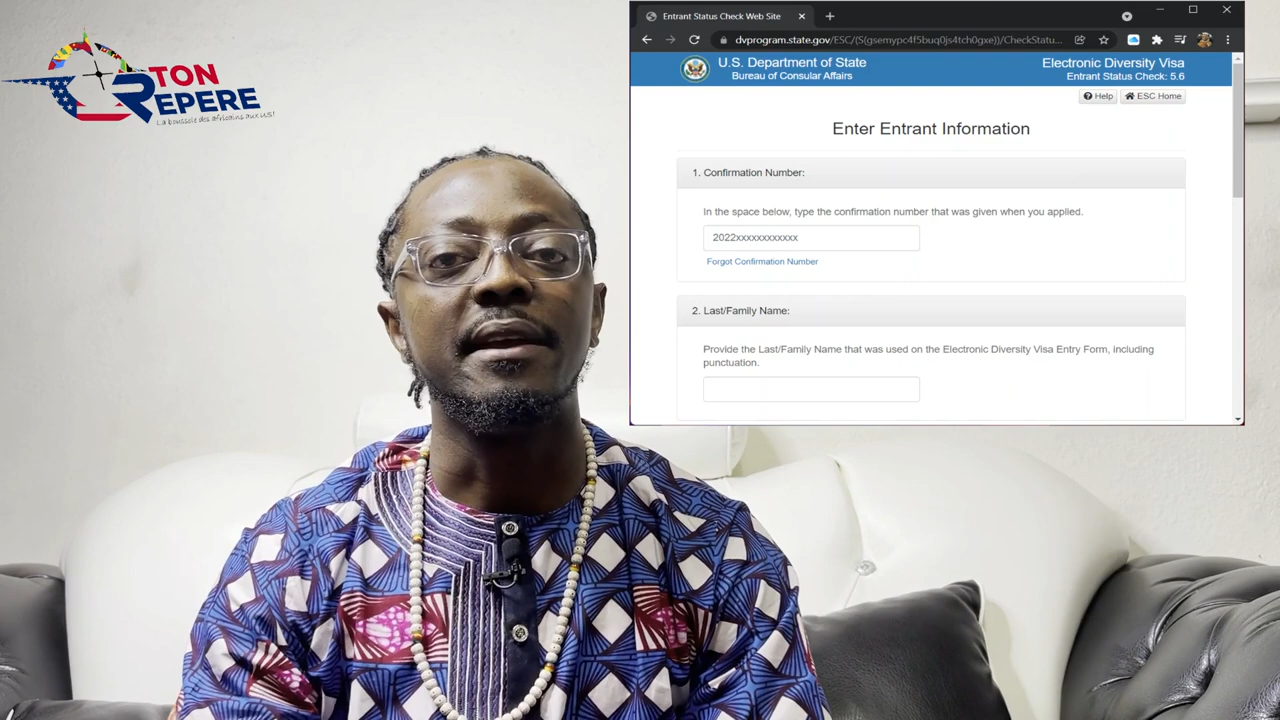 TON
REPERE
La boussole des africains aux US!
Entrant Status Check Web Site
dvprogram.state.gov/ESC/(S(gsemypc4f5buq0js4tch0gxe))/CheckStatu...
U.S. Department of State
Bureau of Consular Affairs
Electronic Diversity Visa
Entrant Status Check: 5.6
Help
ESC Home
Enter Entrant Information
1. Confirmation Number:
In the space below, type the confirmation number that was given when you applied.
2022xxxxxxxxxxxx
Forgot Confirmation Number
2. Last/Family Name:
Provide the Last/Family Name that was used on the Electronic Diversity Visa Entry Form, including
punctuation.